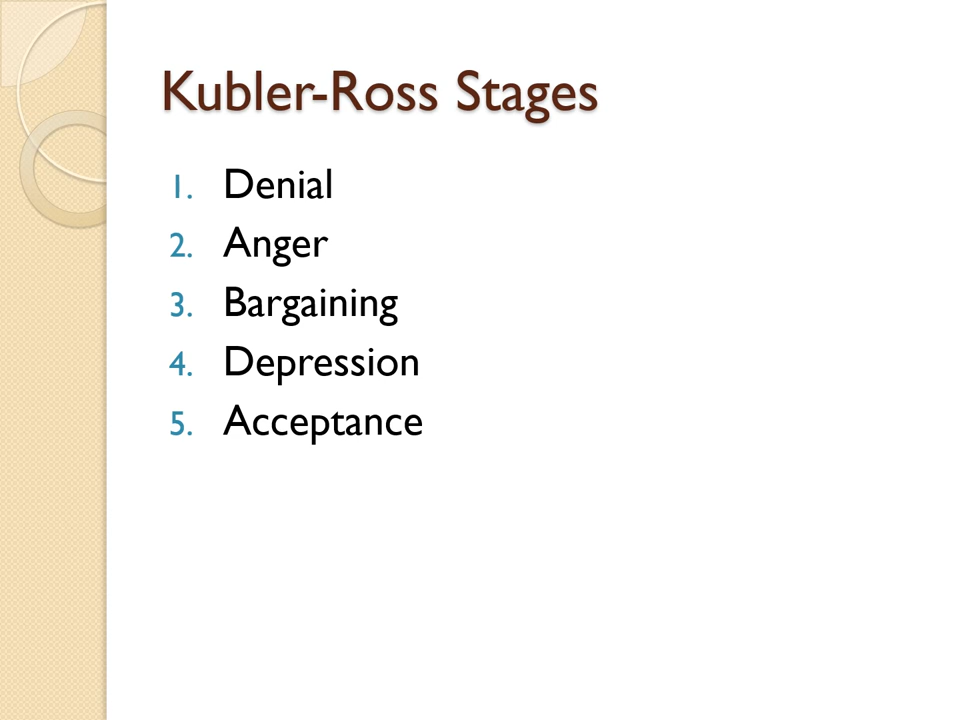 Kubler-Ross Stages
1. Denial
2. Anger
3. Bargaining
4. Depression
5. Acceptance